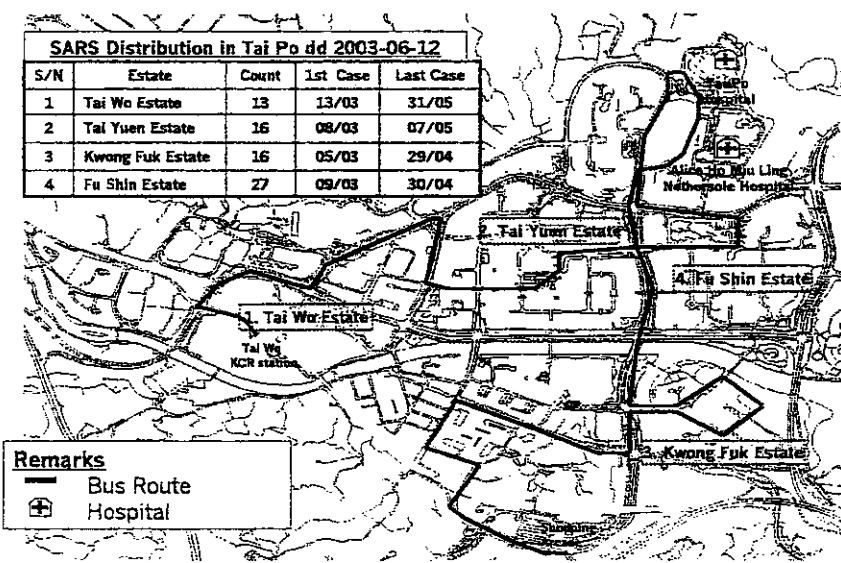 SARS Distribution in Tai Po dd 2003-06-12
S/N Estate Count 1st Case Last Case
1 Tai Wo Estate 13 13/03 31/05
2 Tai Yuen Estate 16 08/03 07/05
3 Kwong Fuk Estate 16 05/03 29/04
4 Fu Shin Estate 27 09/03 30/04
Tai Po
Hospital
Alice Ho Miu Ling
Nethersole Hospital
2. Tai Yuen Estate
4. Fu Shin Estate
1. Tai Wo Estate
Tai Wo
KCR station
3. Kwong Fuk Estate
Remarks
Bus Route
Hospital